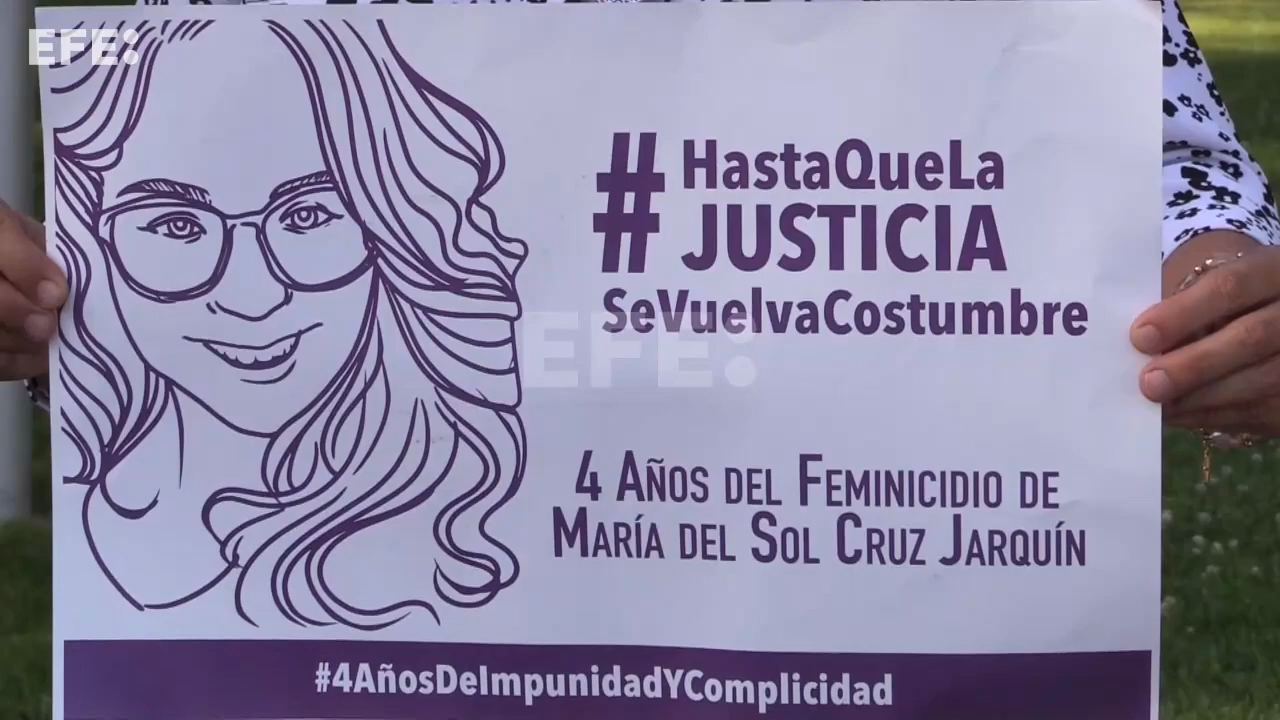 EFE:
#HastaQueLa
JUSTICIA
SeVuelvaCostumbre
EFE:
4 AÑOS DEL FEMINICIDIO DE
MARÍA DEL SOL CRUZ JARQUÍN
#4AñosDeImpunidadYComplicidad